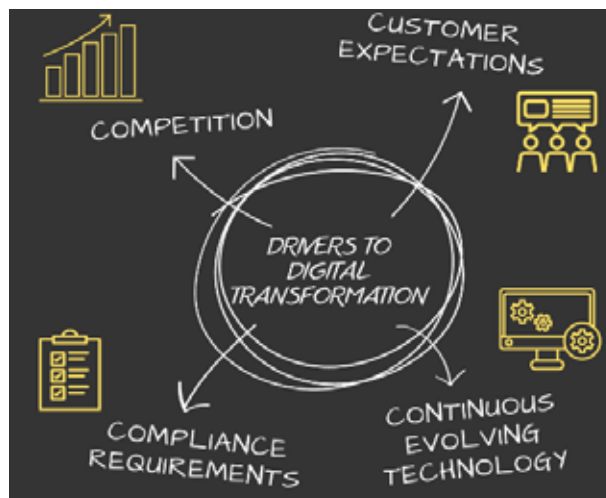 CUSTOMER
EXPECTATIONS
COMPETITION
DRIVERS TO
DIGITAL
TRANSFORMATION
COMPLIANCE
REQUIREMENTS
CONTINUOUS
EVOLVING
TECHNOLOGY